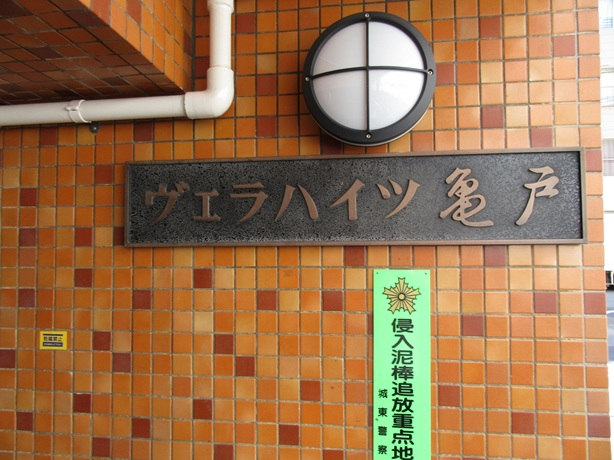 ヴェラハイツ亀戸
侵入泥棒追放重点地
城東警察